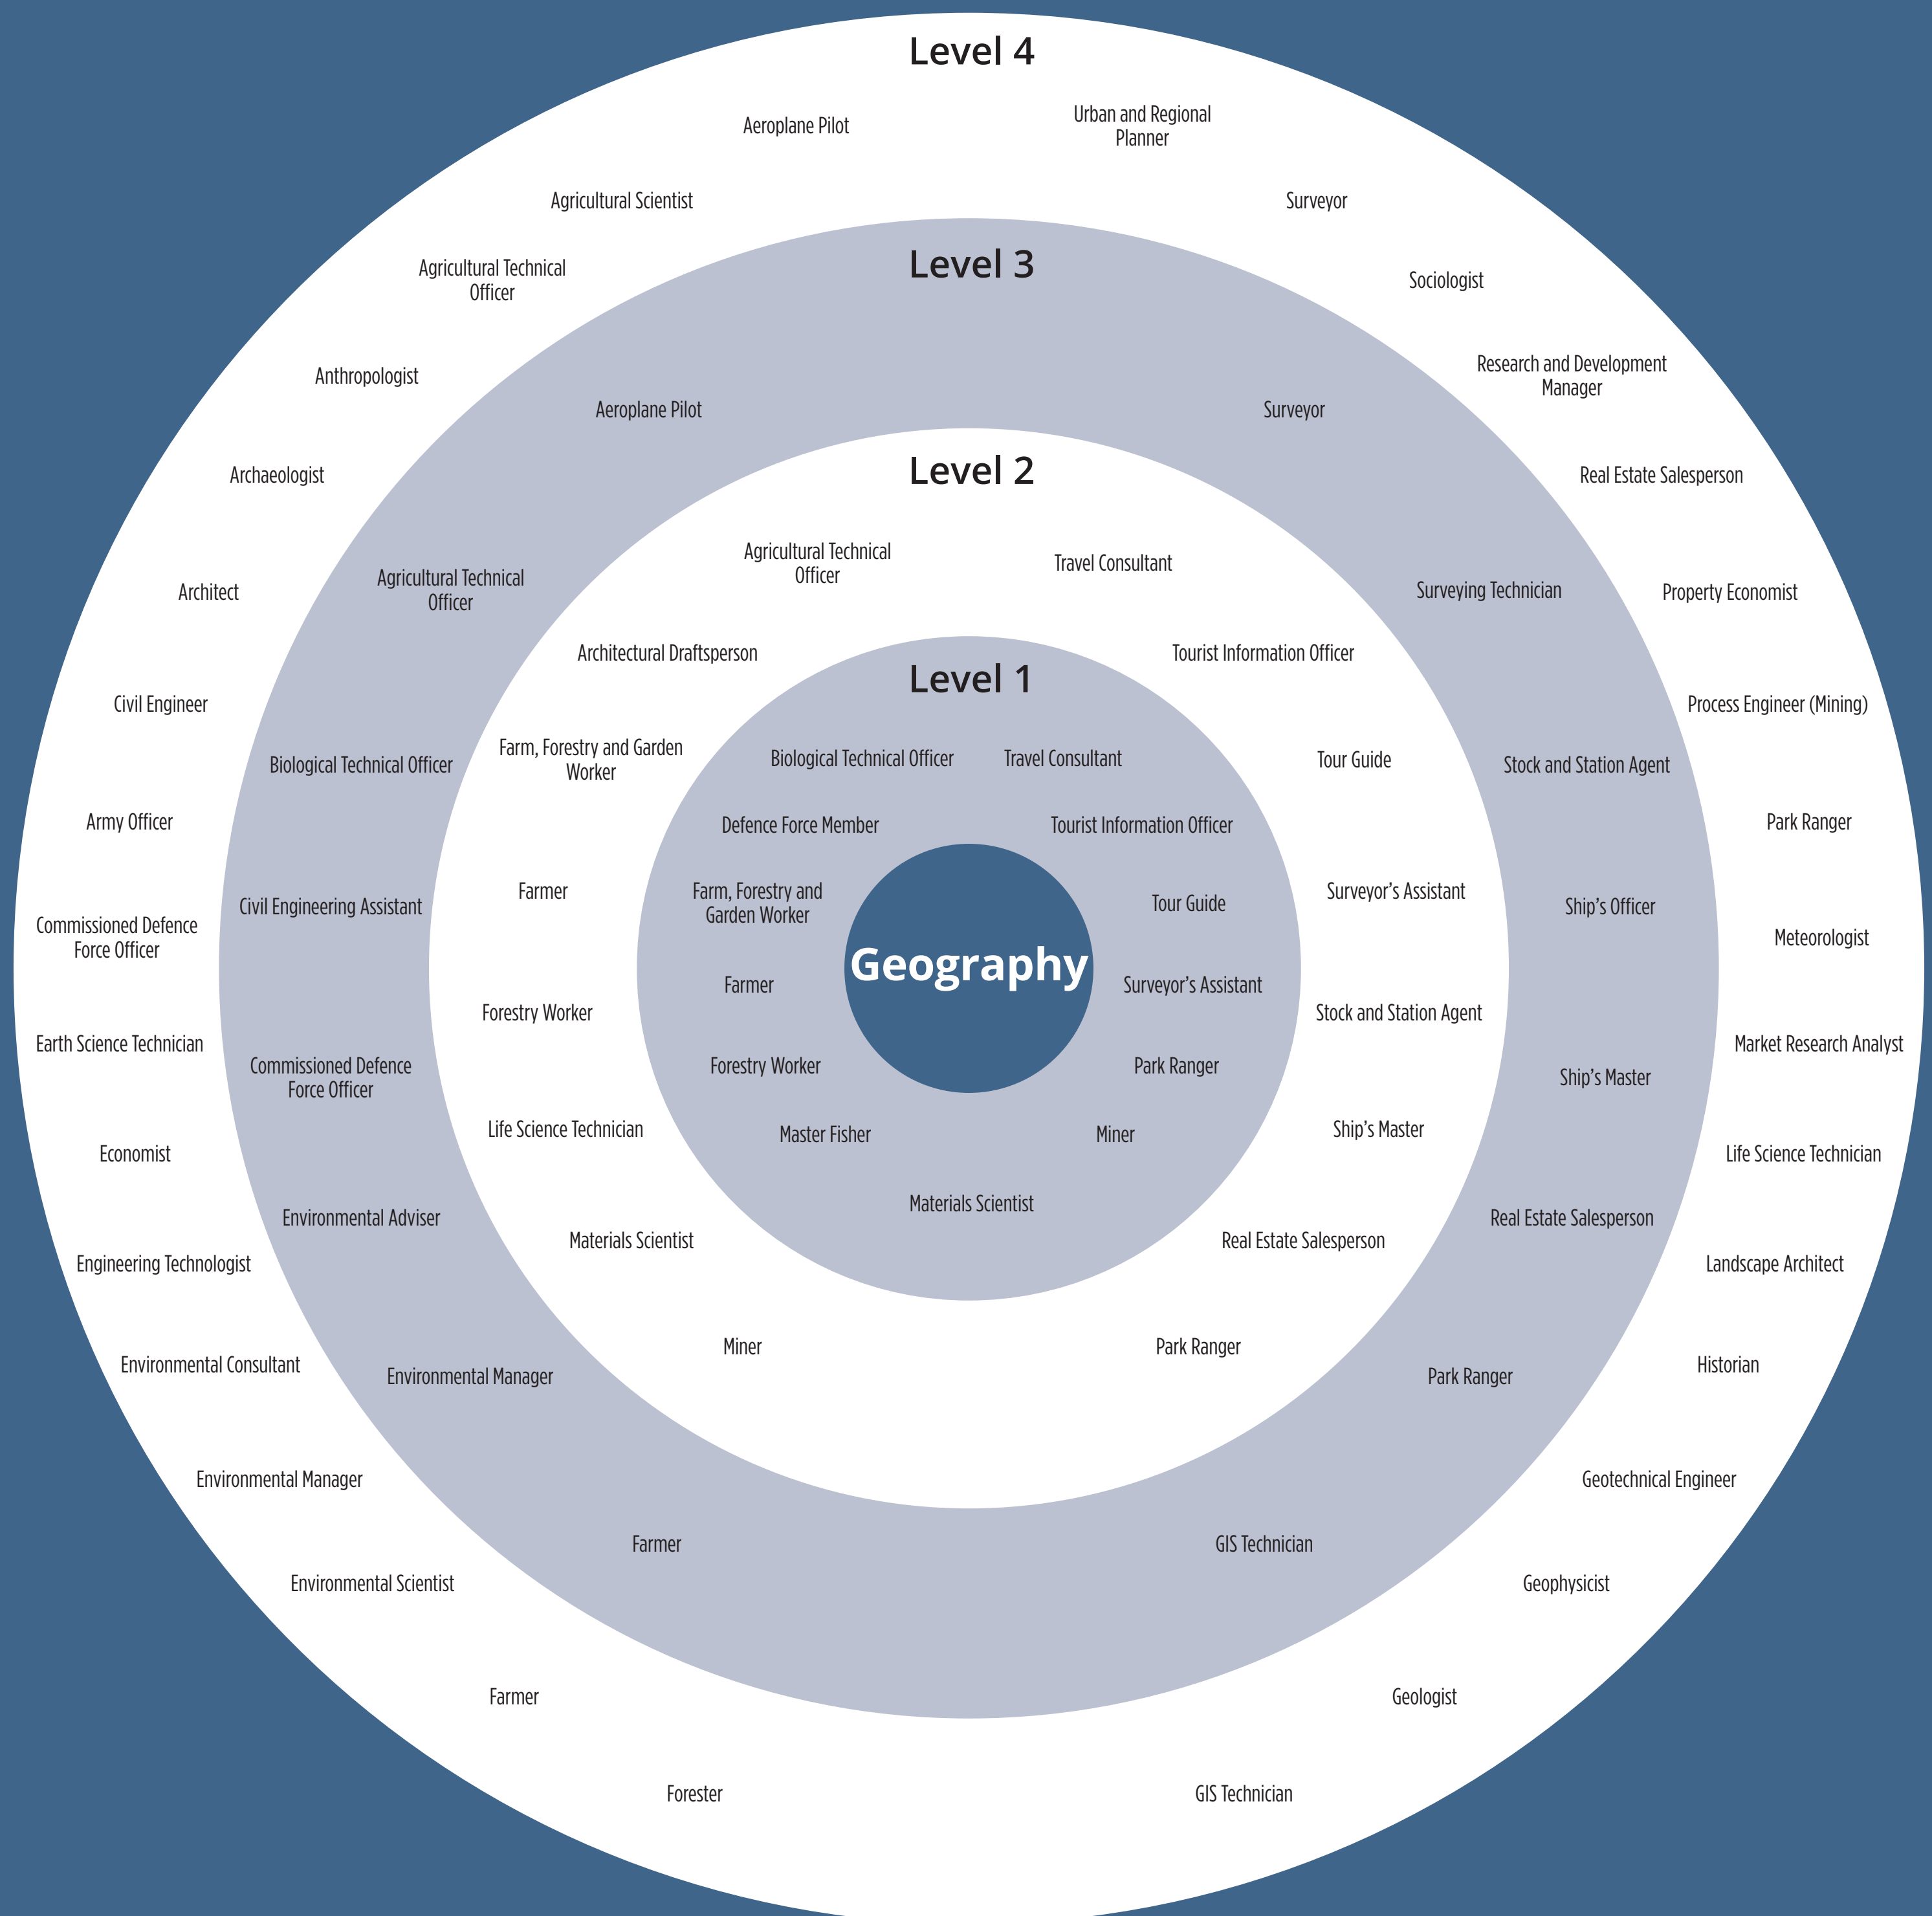 Level 4
Aeroplane Pilot
Urban and Regional
Planner
Agricultural Scientist
Surveyor
Agricultural Technical
Officer
Sociologist
Anthropologist
Research and Development
Manager
Archaeologist
Real Estate Salesperson
Architect
Property Economist
Civil Engineer
Process Engineer (Mining)
Army Officer
Park Ranger
Commissioned Defence
Force Officer
Meteorologist
Earth Science Technician
Market Research Analyst
Economist
Life Science Technician
Engineering Technologist
Landscape Architect
Environmental Consultant
Historian
Environmental Manager
Geotechnical Engineer
Environmental Scientist
Geophysicist
Farmer
Geologist
Forester
GIS Technician
Level 3
Aeroplane Pilot
Surveyor
Agricultural Technical
Officer
Surveying Technician
Biological Technical Officer
Stock and Station Agent
Civil Engineering Assistant
Ship's Officer
Commissioned Defence
Force Officer
Ship's Master
Environmental Adviser
Real Estate Salesperson
Environmental Manager
Park Ranger
Farmer
GIS Technician
Level 2
Agricultural Technical
Officer
Travel Consultant
Architectural Draftsperson
Tourist Information Officer
Farm, Forestry and Garden
Worker
Tour Guide
Farmer
Surveyor's Assistant
Forestry Worker
Stock and Station Agent
Life Science Technician
Ship's Master
Materials Scientist
Real Estate Salesperson
Miner
Park Ranger
Level 1
Biological Technical Officer
Travel Consultant
Defence Force Member
Tourist Information Officer
Farm, Forestry and
Garden Worker
Tour Guide
Farmer
Surveyor's Assistant
Forestry Worker
Park Ranger
Master Fisher
Miner
Materials Scientist
Geography